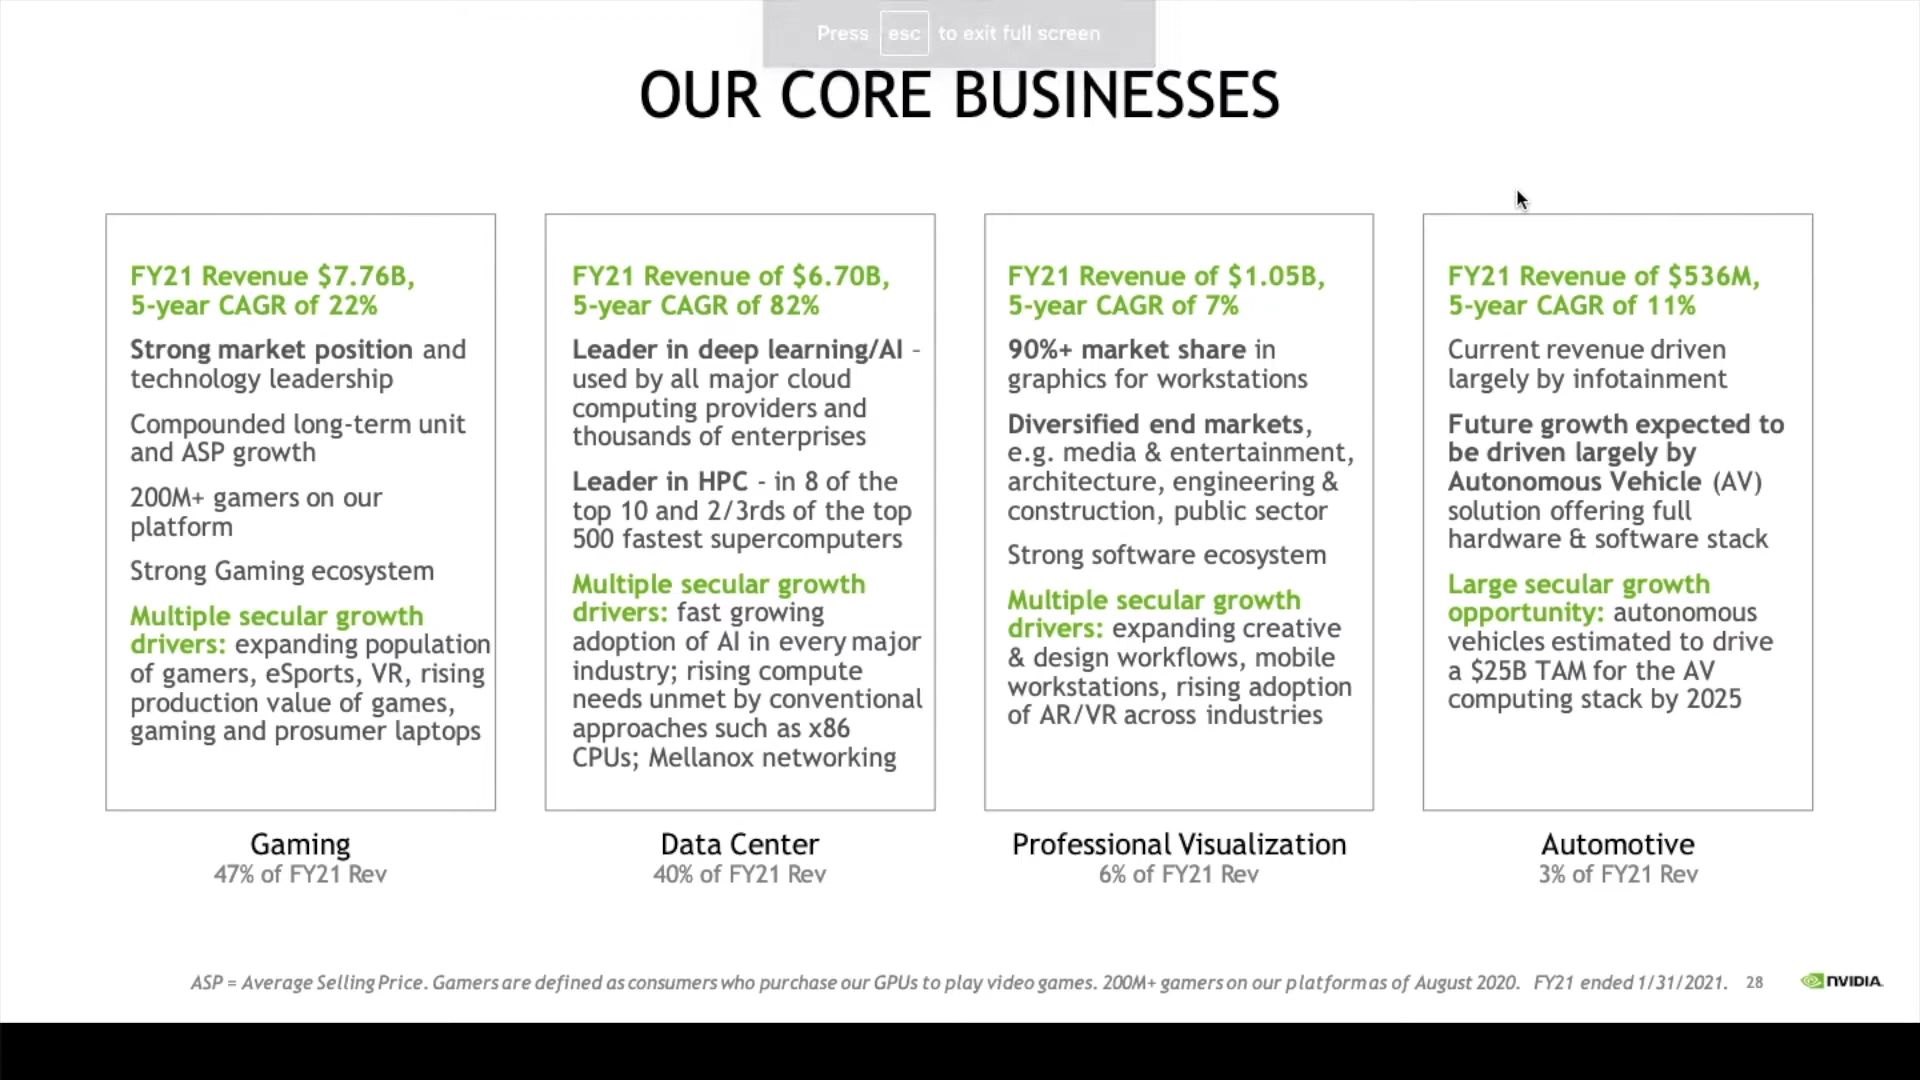 Press esc to exit full screen
OUR CORE BUSINESSES
FY21 Revenue $7.76B,
5-year CAGR of 22%
Strong market position and
technology leadership
Compounded long-term unit
and ASP growth
200M+ gamers on our
platform
Strong Gaming ecosystem
Multiple secular growth
drivers: expanding population
of gamers, eSports, VR, rising
production value of games,
gaming and prosumer laptops
Gaming
47% of FY21 Rev
FY21 Revenue of $6.70B,
5-year CAGR of 82%
Leader in deep learning/AI -
used by all major cloud
computing providers and
thousands of enterprises
Leader in HPC - in 8 of the
top 10 and 2/3rds of the top
500 fastest supercomputers
Multiple secular growth
drivers: fast growing
adoption of AI in every major
industry; rising compute
needs unmet by conventional
approaches such as x86
CPUs; Mellanox networking
Data Center
40% of FY21 Rev
FY21 Revenue of $1.05B,
5-year CAGR of 7%
90%+ market share in
graphics for workstations
Diversified end markets,
e.g. media & entertainment,
architecture, engineering &
construction, public sector
Strong software ecosystem
Multiple secular growth
drivers: expanding creative
& design workflows, mobile
workstations, rising adoption
of AR/VR across industries
Professional Visualization
6% of FY21 Rev
FY21 Revenue of $536M,
5-year CAGR of 11%
Current revenue driven
largely by infotainment
Future growth expected to
be driven largely by
Autonomous Vehicle (AV)
solution offering full
hardware & software stack
Large secular growth
opportunity: autonomous
vehicles estimated to drive
a $25B TAM for the AV
computing stack by 2025
Automotive
3% of FY21 Rev
ASP = Average Selling Price. Gamers are defined as consumers who purchase our GPUs to play video games. 200M+ gamers on our platform as of August 2020. FY21 ended 1/31/2021. 28
NVIDIA.